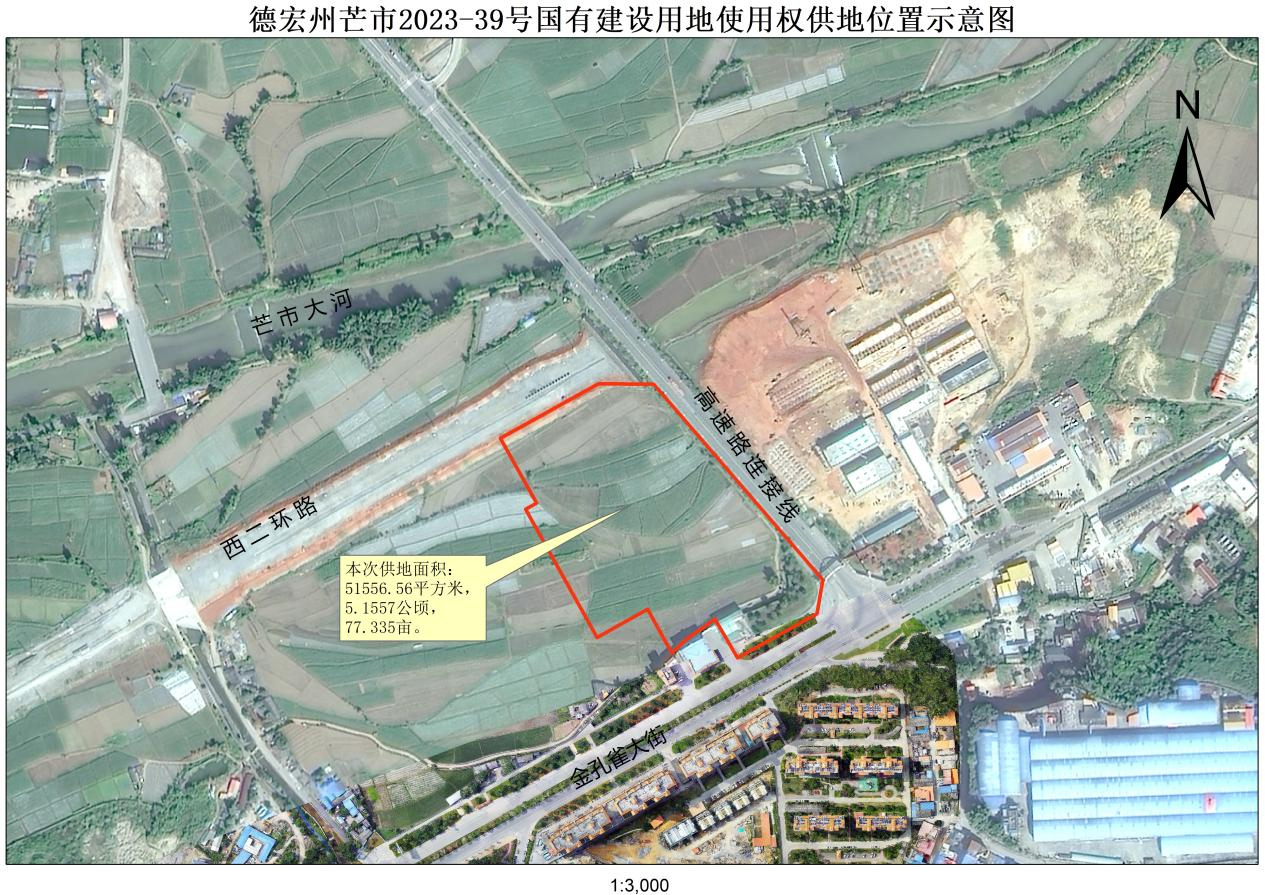 德宏州芒市2023-39号国有建设用地使用权供地位置示意图
N
芒市大河
高速路连接线
西二环路
本次供地面积：
51556.56平方米，
5.1557公顷，
77.335亩。
金孔雀大街
1:3,000